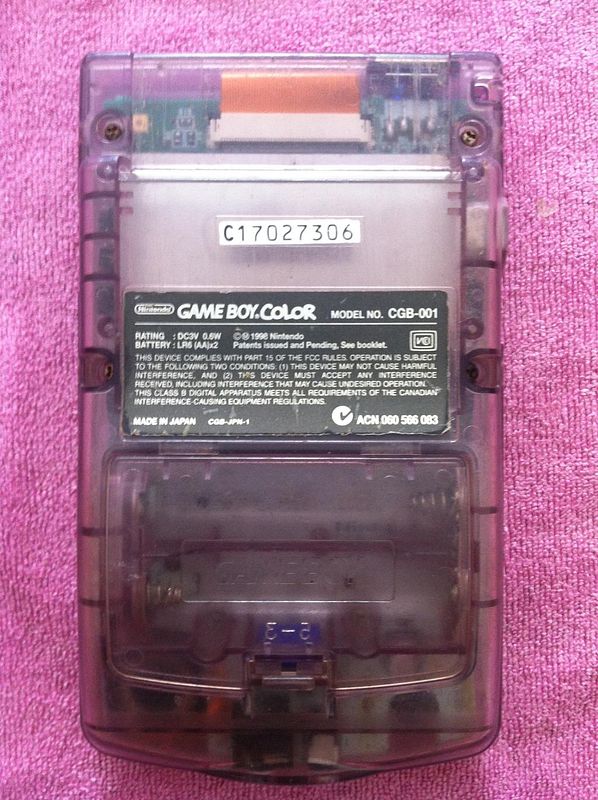 C17027306
Nintendo GAME BOY COLOR MODEL NO. CGB-001
RATING : DC3V 0.6W ©Ⓜ1998 Nintendo
BATTERY : LR6 (AA)x2 Patents issued and Pending, See booklet.
THIS DEVICE COMPLIES WITH PART 15 OF THE FCC RULES. OPERATION IS SUBJECT
TO THE FOLLOWING TWO CONDITIONS: (1) THIS DEVICE MAY NOT CAUSE HARMFUL
INTERFERENCE, AND (2) THIS DEVICE MUST ACCEPT ANY INTERFERENCE
RECEIVED, INCLUDING INTERFERENCE THAT MAY CAUSE UNDESIRED OPERATION.
THIS CLASS B DIGITAL APPARATUS MEETS ALL REQUIREMENTS OF THE CANADIAN
INTERFERENCE-CAUSING EQUIPMENT REGULATIONS.
MADE IN JAPAN CGB-JPN-1 ACN 060 566 083
GAME BOY